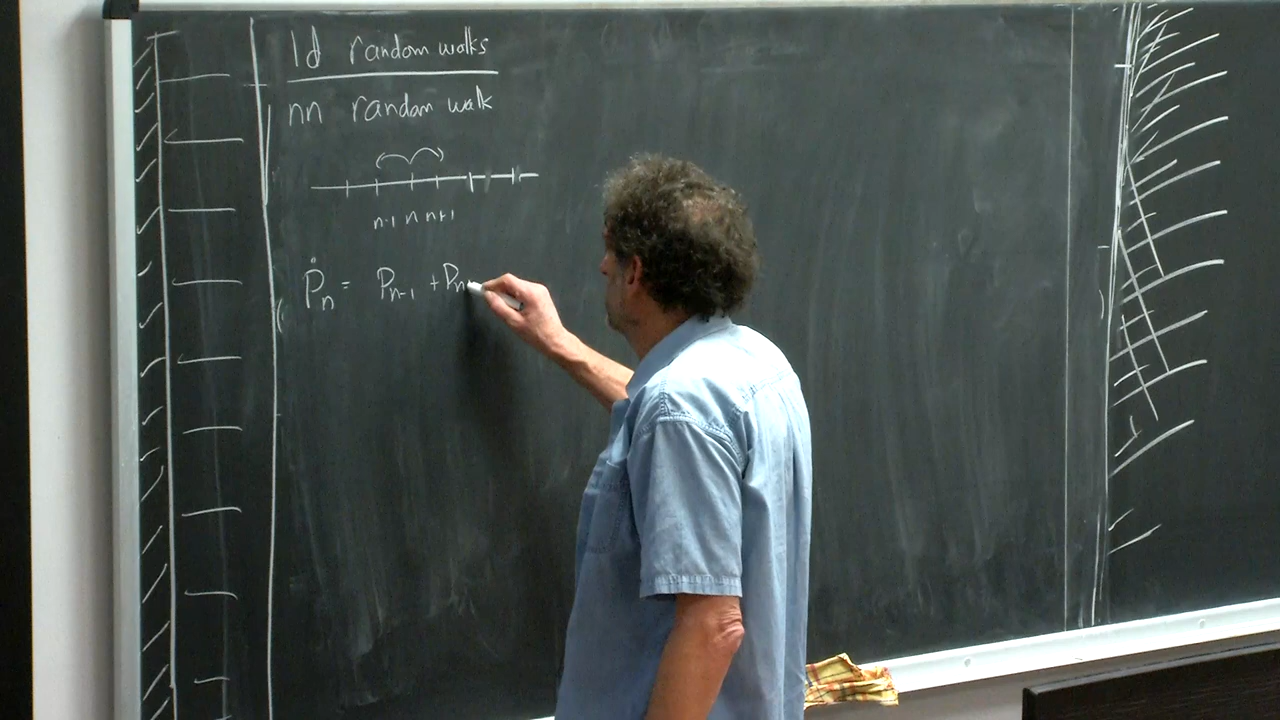 1d random walks
nn random walk
n-1 n n+1
Ṗₙ = Pₙ₋₁ + Pₙ